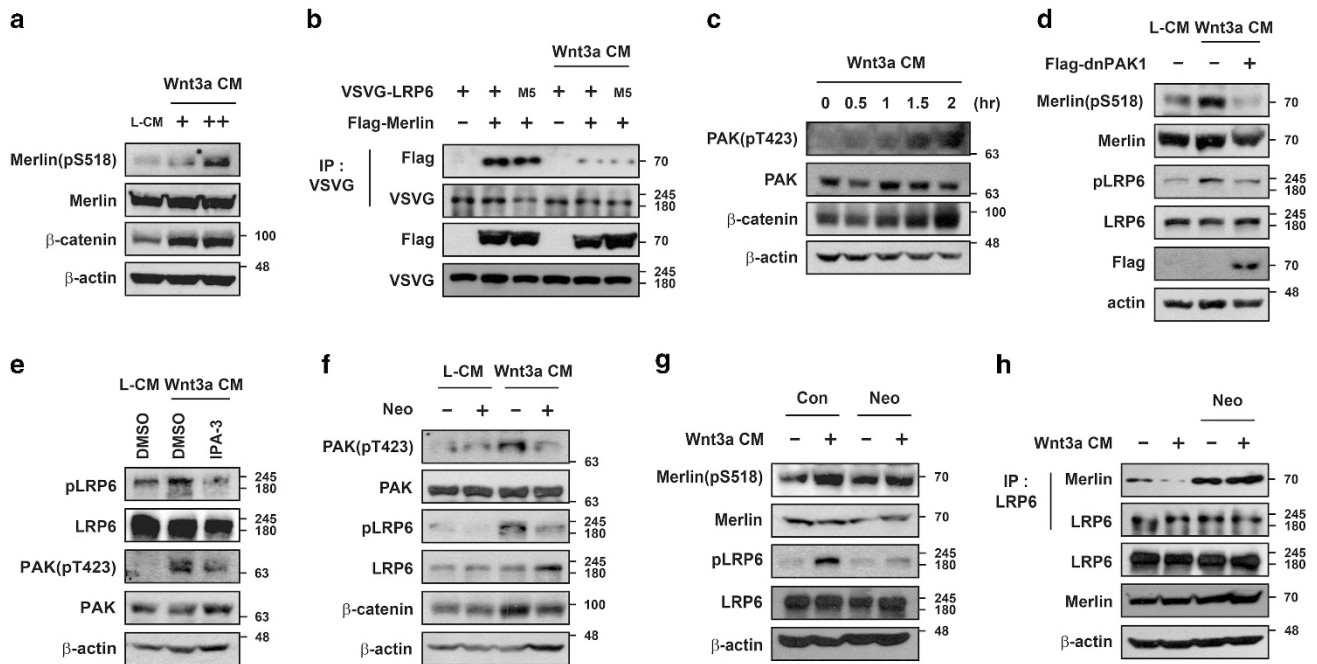 a
Wnt3a CM
L-CM + ++
Merlin(pS518)
Merlin
β-catenin 100
β-actin 48
b
Wnt3a CM
VSVG-LRP6 + + M5 + + M5
Flag-Merlin - + + - + +
IP : VSVG
Flag 70
VSVG 245 180
Flag 70
VSVG 245 180
c
Wnt3a CM
0 0.5 1 1.5 2 (hr)
PAK(pT423) 63
PAK 63
β-catenin 100
β-actin 48
d
L-CM Wnt3a CM
Flag-dnPAK1 - - +
Merlin(pS518) 70
Merlin 70
pLRP6 245 180
LRP6 245 180
Flag 70
actin 48
e
L-CM Wnt3a CM
DMSO DMSO IPA-3
pLRP6 245 180
LRP6 245 180
PAK(pT423) 63
PAK 63
β-actin 48
f
L-CM Wnt3a CM
Neo - + - +
PAK(pT423) 63
PAK 63
pLRP6 245 180
LRP6 245 180
β-catenin 100
β-actin 48
g
Con Neo
Wnt3a CM - + - +
Merlin(pS518) 70
Merlin 70
pLRP6 245 180
LRP6 245 180
β-actin 48
h
Neo
Wnt3a CM - + - +
IP : LRP6
Merlin 70
LRP6 245 180
LRP6 245 180
Merlin 70
β-actin 48